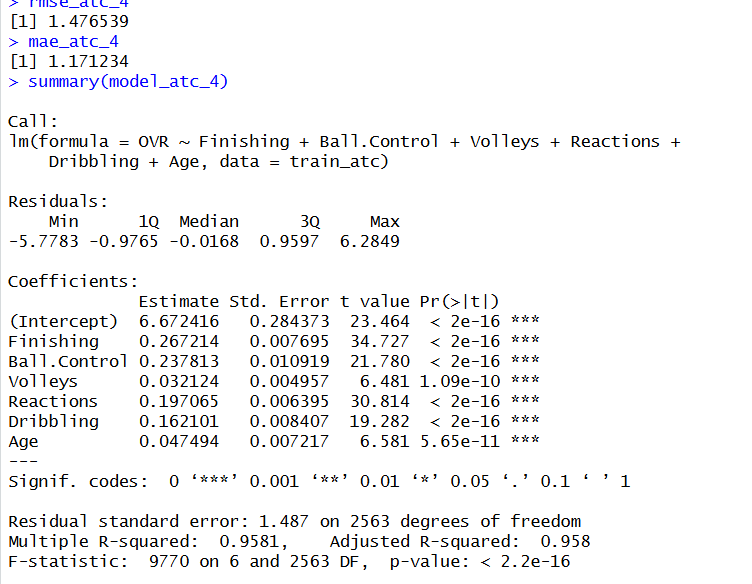 > rmse_atc_4
[1] 1.476539
> mae_atc_4
[1] 1.171234
> summary(model_atc_4)
Call:
lm(formula = OVR ~ Finishing + Ball.Control + Volleys + Reactions +
    Dribbling + Age, data = train_atc)
Residuals:
    Min      1Q  Median      3Q     Max
-5.7783 -0.9765 -0.0168  0.9597  6.2849
Coefficients:
             Estimate Std. Error t value Pr(>|t|)
(Intercept)  6.672416   0.284373  23.464  < 2e-16 ***
Finishing    0.267214   0.007695  34.727  < 2e-16 ***
Ball.Control 0.237813   0.010919  21.780  < 2e-16 ***
Volleys      0.032124   0.004957   6.481 1.09e-10 ***
Reactions    0.197065   0.006395  30.814  < 2e-16 ***
Dribbling    0.162101   0.008407  19.282  < 2e-16 ***
Age          0.047494   0.007217   6.581 5.65e-11 ***
---
Signif. codes:  0 ‘***’ 0.001 ‘**’ 0.01 ‘*’ 0.05 ‘.’ 0.1 ‘ ’ 1
Residual standard error: 1.487 on 2563 degrees of freedom
Multiple R-squared:  0.9581,    Adjusted R-squared:  0.958
F-statistic:  9770 on 6 and 2563 DF,  p-value: < 2.2e-16